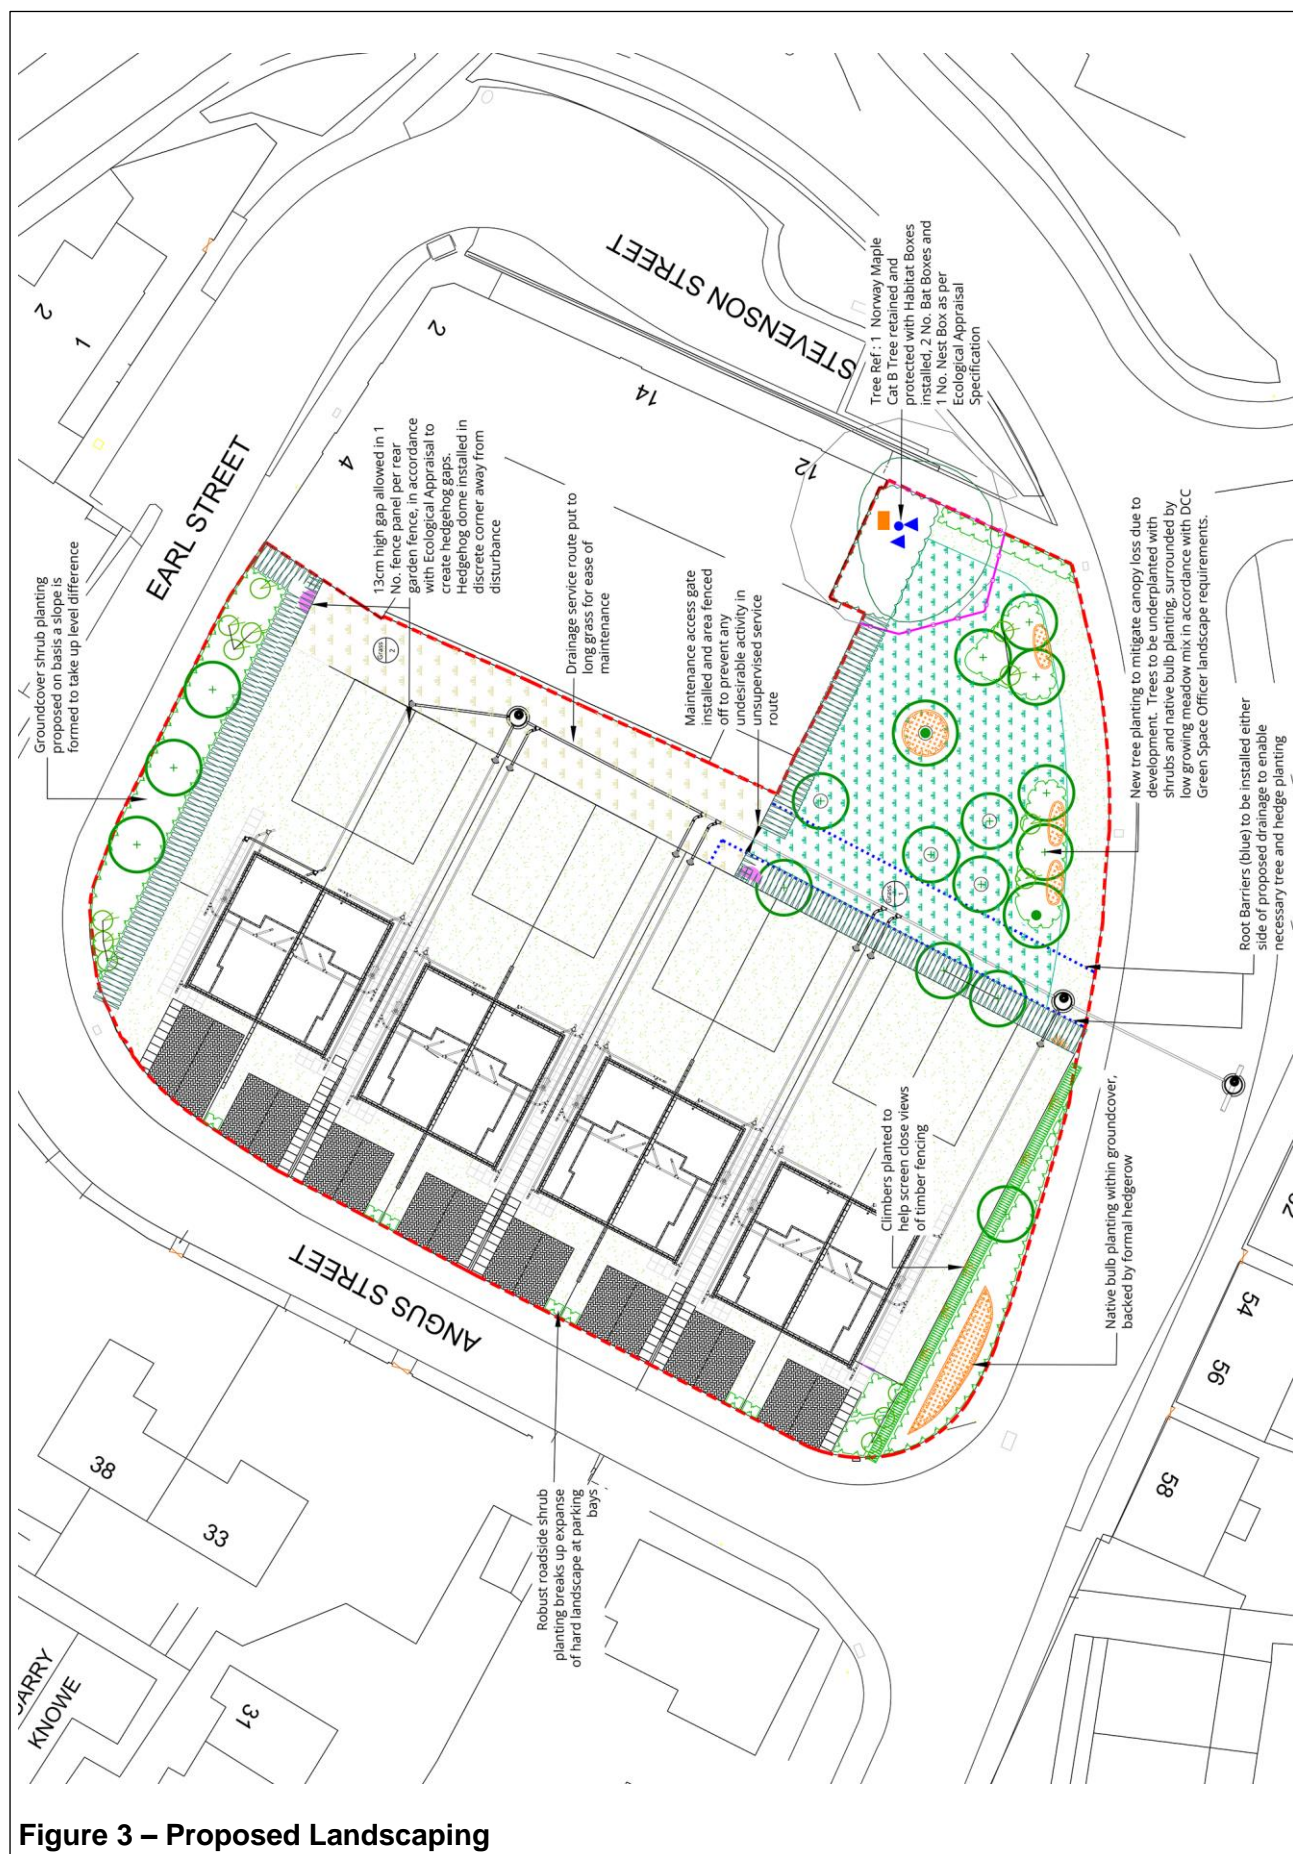 Groundcover shrub planting
proposed on basis a slope is
formed to take up level difference
EARL STREET
2
1
4
2
14
12
STEVENSON STREET
13cm high gap allowed in 1
No. fence panel per rear
garden fence, in accordance
with Ecological Appraisal to
create hedgehog gaps.
Hedgehog dome installed in
discrete corner away from
disturbance
Drainage service route put to
long grass for ease of
maintenance
Maintenance access gate
installed and area fenced
off to prevent any
undesirable activity in
unsupervised service
route
Tree Ref : 1 Norway Maple
Cat B Tree retained and
protected with Habitat Boxes
installed, 2 No. Bat Boxes and
1 No. Nest Box as per
Ecological Appraisal
Specification
Grass
2
Grass
1
New tree planting to mitigate canopy loss due to
development. Trees to be underplanted with
shrubs and native bulb planting, surrounded by
low growing meadow mix in accordance with DCC
Green Space Officer landscape requirements.
Root Barriers (blue) to be installed either
side of proposed drainage to enable
necessary tree and hedge planting
Climbers planted to
help screen close views
of timber fencing
Native bulb planting within groundcover,
backed by formal hedgerow
ANGUS STREET
Robust roadside shrub
planting breaks up expanse
of hard landscape at parking
bays
38
33
31
ARRY
KNOWE
54
56
58
Figure 3 – Proposed Landscaping